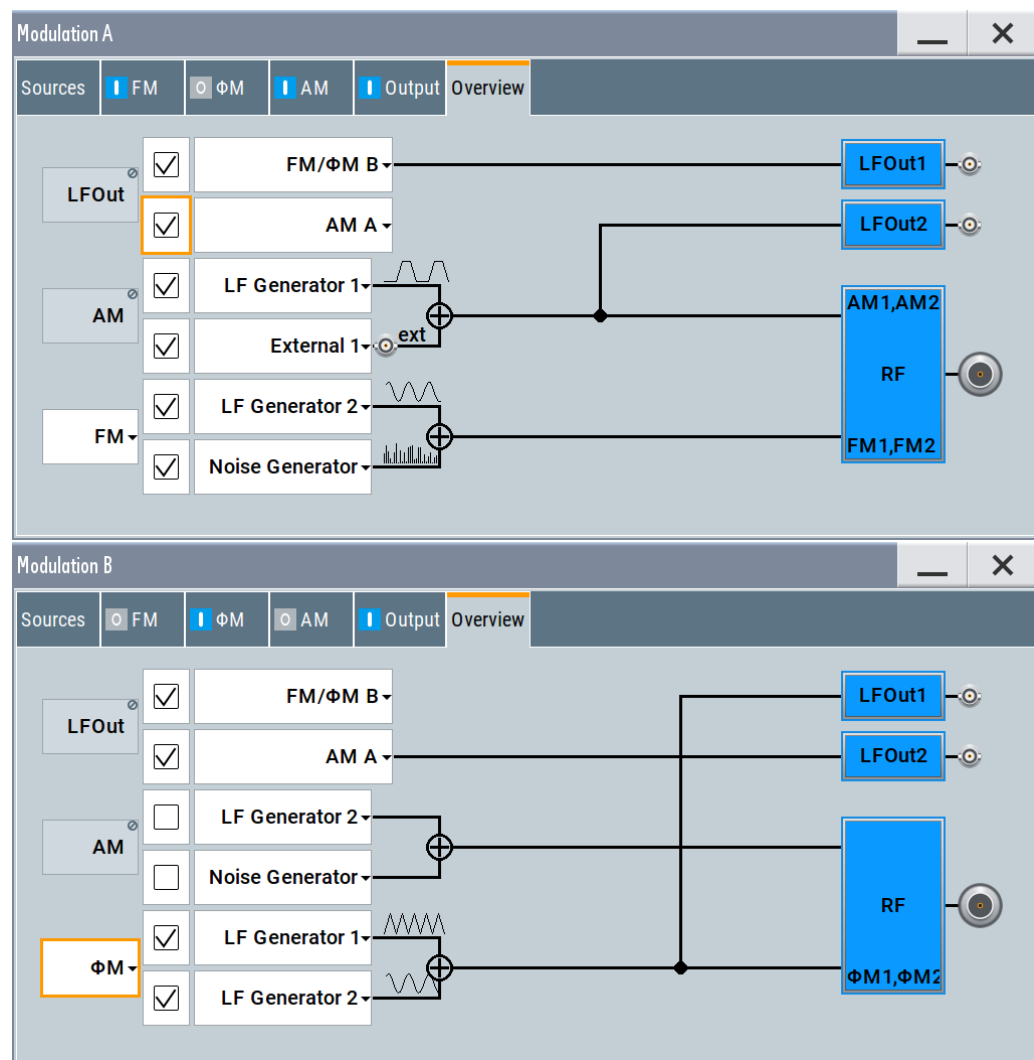 Modulation A
Sources FM ΦM AM Output Overview
FM/ΦM B LFOut1
LFOut
AM A LFOut2
LF Generator 1
AM AM1,AM2
External 1 ext
RF
LF Generator 2
FM FM1,FM2
Noise Generator
Modulation B
Sources FM ΦM AM Output Overview
FM/ΦM B LFOut1
LFOut
AM A LFOut2
LF Generator 2
AM
Noise Generator
RF
LF Generator 1
ΦM ΦM1,ΦM2
LF Generator 2